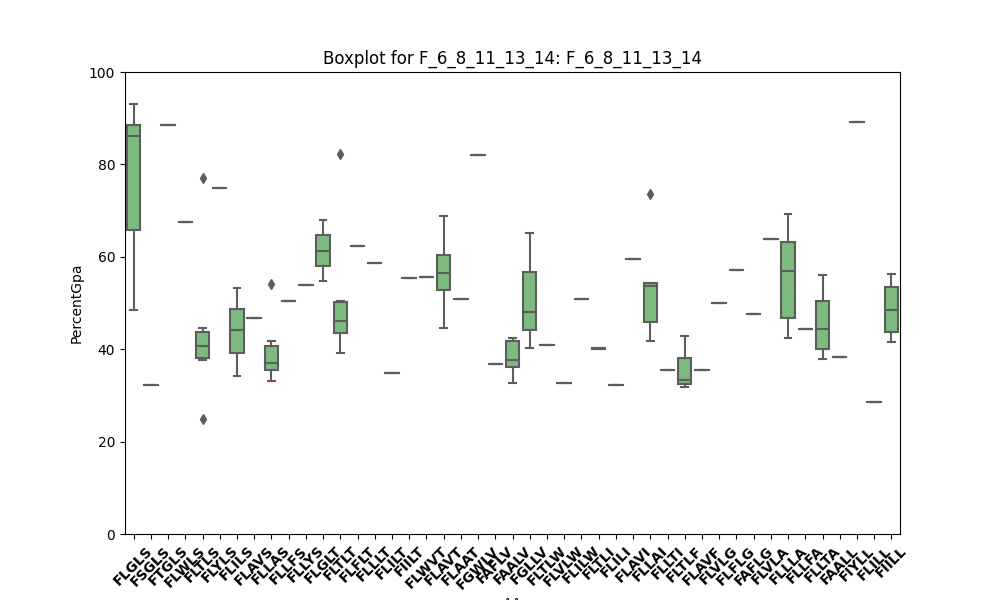 Boxplot for F_6_8_11_13_14: F_6_8_11_13_14
PercentGpa
100
80
60
40
20
0
FLGLS
FSGLS
FTGLS
FLWLS
FLTLS
FLYLS
FLILS
FLAVS
FLLAS
FLLFS
FLLYS
FLGLT
FLTLT
FLFLT
FLLLT
FLILT
FIILT
FLWVT
FLAVT
FLAAT
FAFLV
FAALV
FGLLV
FLLLW
FLVLW
FLILW
FLTLI
FLILI
FLAVI
FLLAI
FLLTI
FLTLF
FLAVF
FLVLG
FLFLG
FAFLG
FLVLA
FLLLA
FLLFA
FLLTA
FAALL
FIYLL
FLILL
FIILL